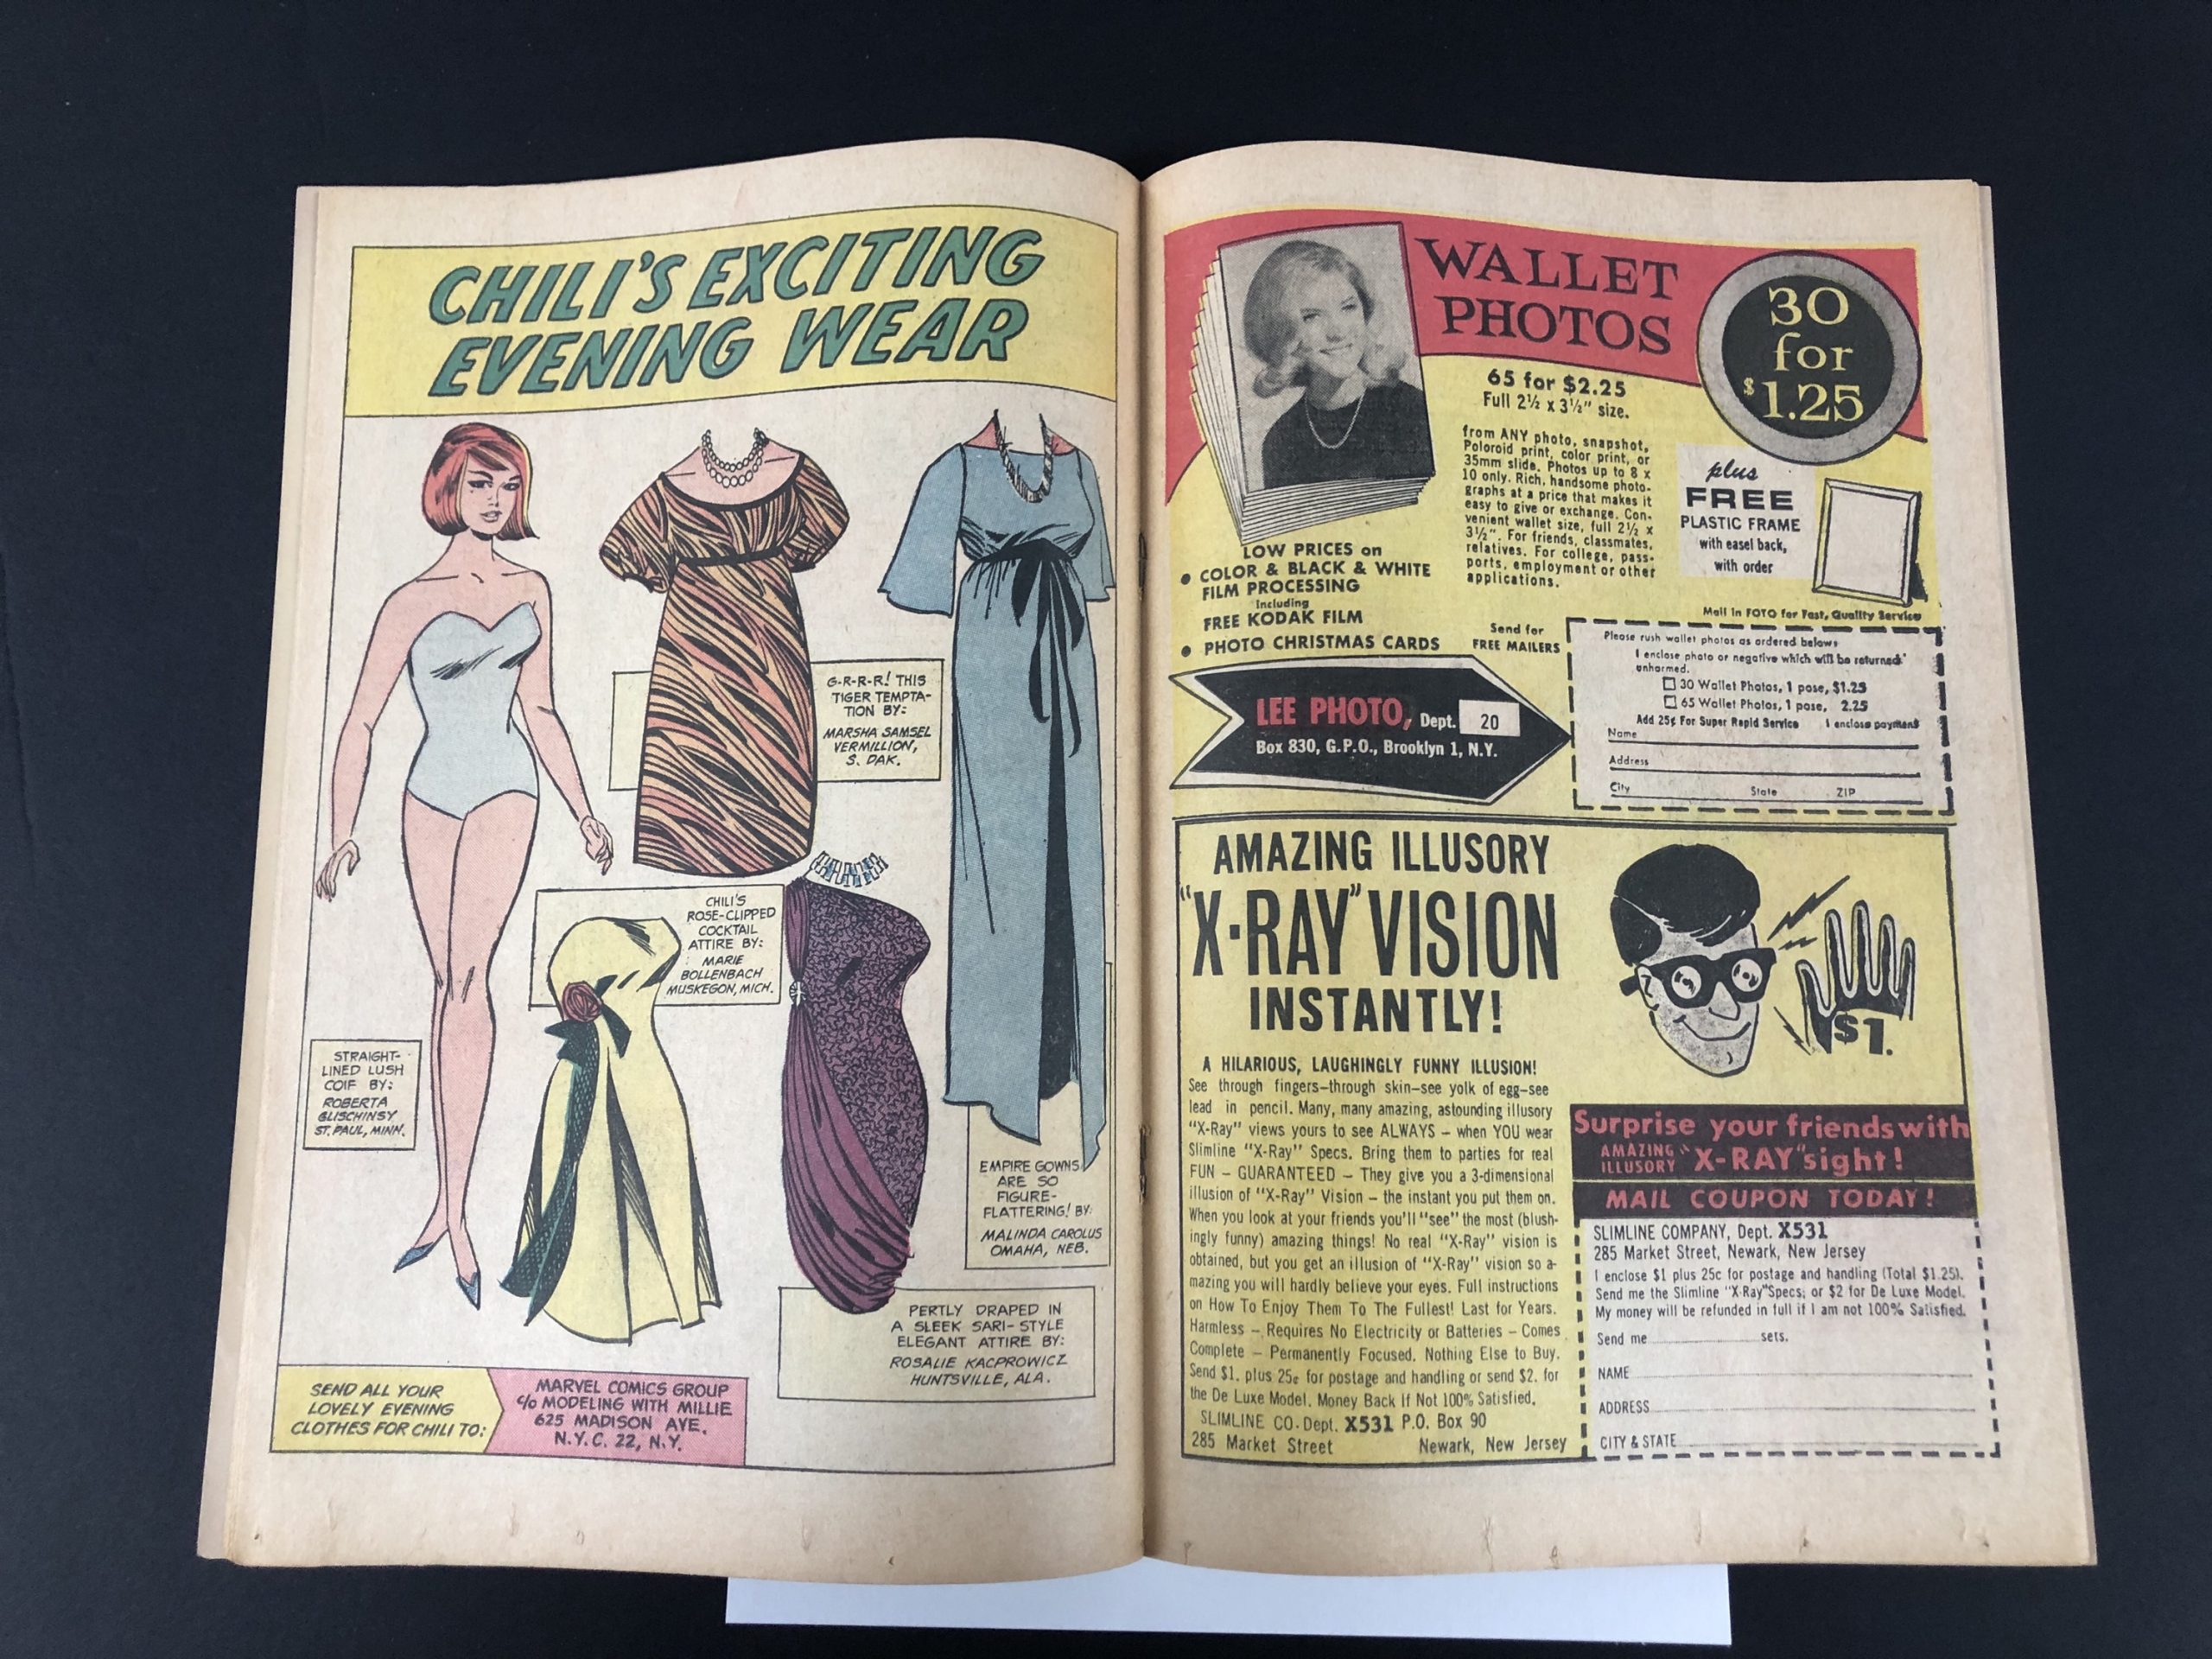 CHILI'S EXCITING
EVENING WEAR
G-R-R-R! THIS
TIGER TEMPTA-
TION BY:
MARSHA SAMSEL
VERMILLION,
S. DAK.
CHILI'S
ROSE-CLIPPED
COCKTAIL
ATTIRE BY:
MARIE
BOLLENBACH
MUSKEGON, MICH.
STRAIGHT-
LINED LUSH
COIF BY:
ROBERTA
GLISCHINSY
ST. PAUL, MINN.
EMPIRE GOWNS
ARE SO
FIGURE-
FLATTERING! BY:
MALINDA CAROLUS
OMAHA, NEB.
PERTLY DRAPED IN
A SLEEK SARI-STYLE
ELEGANT ATTIRE BY:
ROSALIE KACPROWICZ
HUNTSVILLE, ALA.
SEND ALL YOUR
LOVELY EVENING
CLOTHES FOR CHILI TO:
MARVEL COMICS GROUP
c/o MODELING WITH MILLIE
625 MADISON AVE.
N.Y.C. 22, N.Y.
WALLET
PHOTOS
30
for
$1.25
65 for $2.25
Full 2½ x 3½" size.
from ANY photo, snapshot,
Poloroid print, color print, or
35mm slide. Photos up to 8 x
10 only. Rich, handsome photo-
graphs at a price that makes it
easy to give or exchange. Con-
venient wallet size, full 2½ x
3½". For friends, classmates,
relatives. For college, pass-
ports, employment or other
applications.
plus
FREE
PLASTIC FRAME
with easel back,
with order
LOW PRICES on
• COLOR & BLACK & WHITE
FILM PROCESSING
Including
FREE KODAK FILM
• PHOTO CHRISTMAS CARDS
Send for
FREE MAILERS
LEE PHOTO, Dept. 20
Box 830, G.P.O., Brooklyn 1, N.Y.
Mail in FOTO for Fast, Quality Service
Please rush wallet photos as ordered below:
I enclose photo or negative which will be returned
unharmed.
30 Wallet Photos, 1 pose, $1.25
65 Wallet Photos, 1 pose, 2.25
Add 25¢ For Super Rapid Service I enclose payment
Name
Address
City State ZIP
AMAZING ILLUSORY
"X-RAY" VISION
INSTANTLY!
$1.
A HILARIOUS, LAUGHINGLY FUNNY ILLUSION!
See through fingers—through skin—see yolk of egg—see
lead in pencil. Many, many amazing, astounding illusory
"X-Ray" views yours to see ALWAYS — when YOU wear
Slimline "X-Ray" Specs. Bring them to parties for real
FUN — GUARANTEED — They give you a 3-dimensional
illusion of "X-Ray" Vision — the instant you put them on.
When you look at your friends you'll "see" the most (blush-
ingly funny) amazing things! No real "X-Ray" vision is
obtained, but you get an illusion of "X-Ray" vision so a-
mazing you will hardly believe your eyes. Full instructions
on How To Enjoy Them To The Fullest! Last for Years.
Harmless — Requires No Electricity or Batteries — Comes
Complete — Permanently Focused. Nothing Else to Buy.
Send $1. plus 25¢ for postage and handling or send $2. for
the De Luxe Model. Money Back If Not 100% Satisfied.
SLIMLINE CO. Dept. X531 P.O. Box 90
285 Market Street Newark, New Jersey
Surprise your friends with
AMAZING ILLUSORY "X-RAY" sight!
MAIL COUPON TODAY!
SLIMLINE COMPANY, Dept. X531
285 Market Street, Newark, New Jersey
I enclose $1 plus 25c for postage and handling (Total $1.25).
Send me the Slimline "X-Ray" Specs; or $2 for De Luxe Model.
My money will be refunded in full if I am not 100% Satisfied.
Send me sets.
NAME
ADDRESS
CITY & STATE